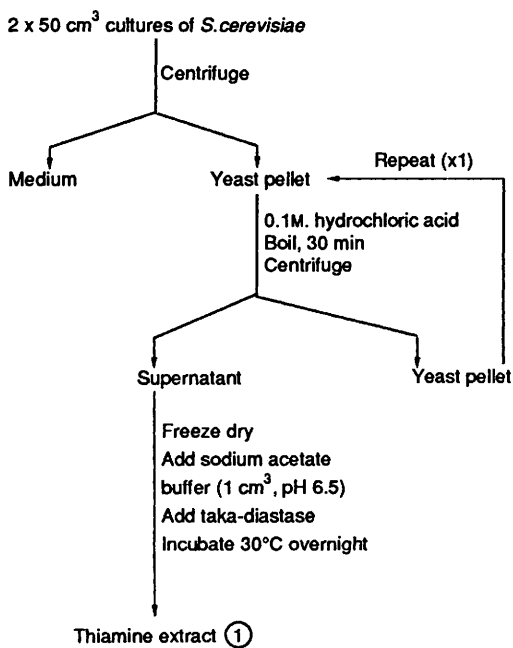 2 x 50 cm³ cultures of S.cerevisiae
Centrifuge
Medium
Yeast pellet
Repeat (x1)
0.1M. hydrochloric acid
Boil, 30 min
Centrifuge
Supernatant
Yeast pellet
Freeze dry
Add sodium acetate
buffer (1 cm³, pH 6.5)
Add taka-diastase
Incubate 30°C overnight
Thiamine extract ①